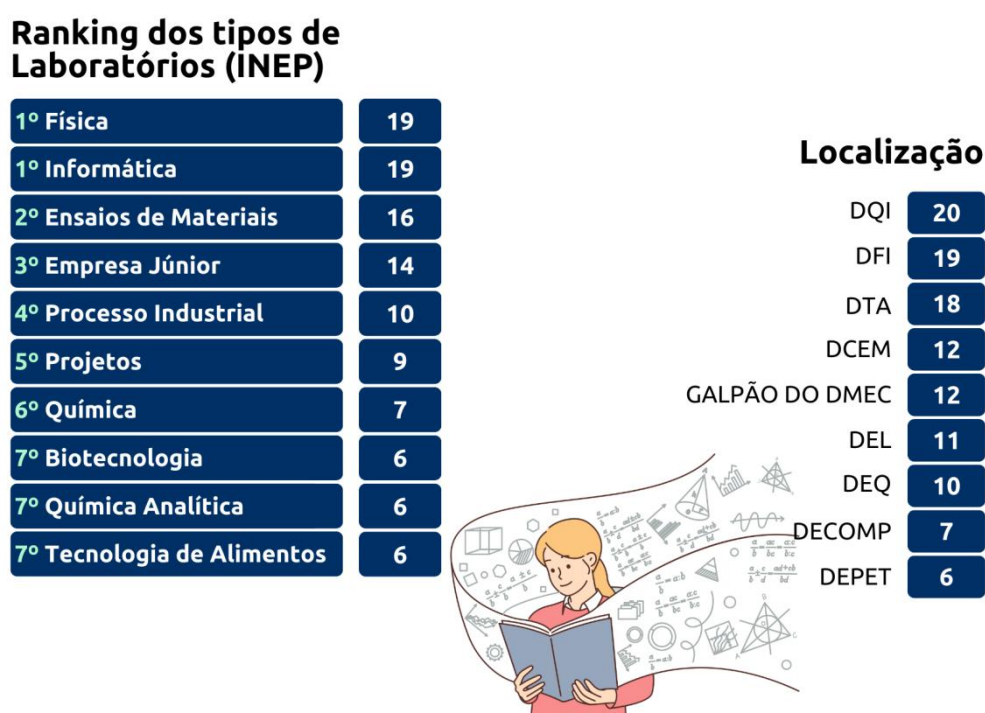 Ranking dos tipos de
Laboratórios (INEP)
1º Física 19
1º Informática 19
2º Ensaios de Materiais 16
3º Empresa Júnior 14
4º Processo Industrial 10
5º Projetos 9
6º Química 7
7º Biotecnologia 6
7º Química Analítica 6
7º Tecnologia de Alimentos 6
Localização
DQI 20
DFI 19
DTA 18
DCEM 12
GALPÃO DO DMEC 12
DEL 11
DEQ 10
DECOMP 7
DEPET 6